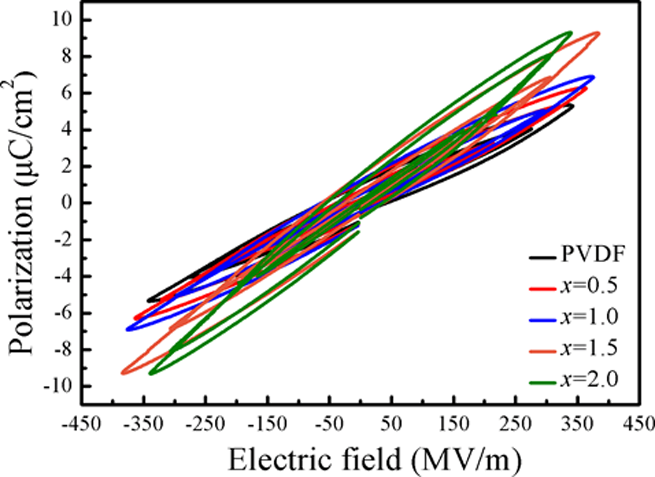 10
8
6
4
2
0
-2
-4
-6
-8
-10
Polarization (μC/cm²)
PVDF
x=0.5
x=1.0
x=1.5
x=2.0
-450 -350 -250 -150 -50 50 150 250 350 450
Electric field (MV/m)